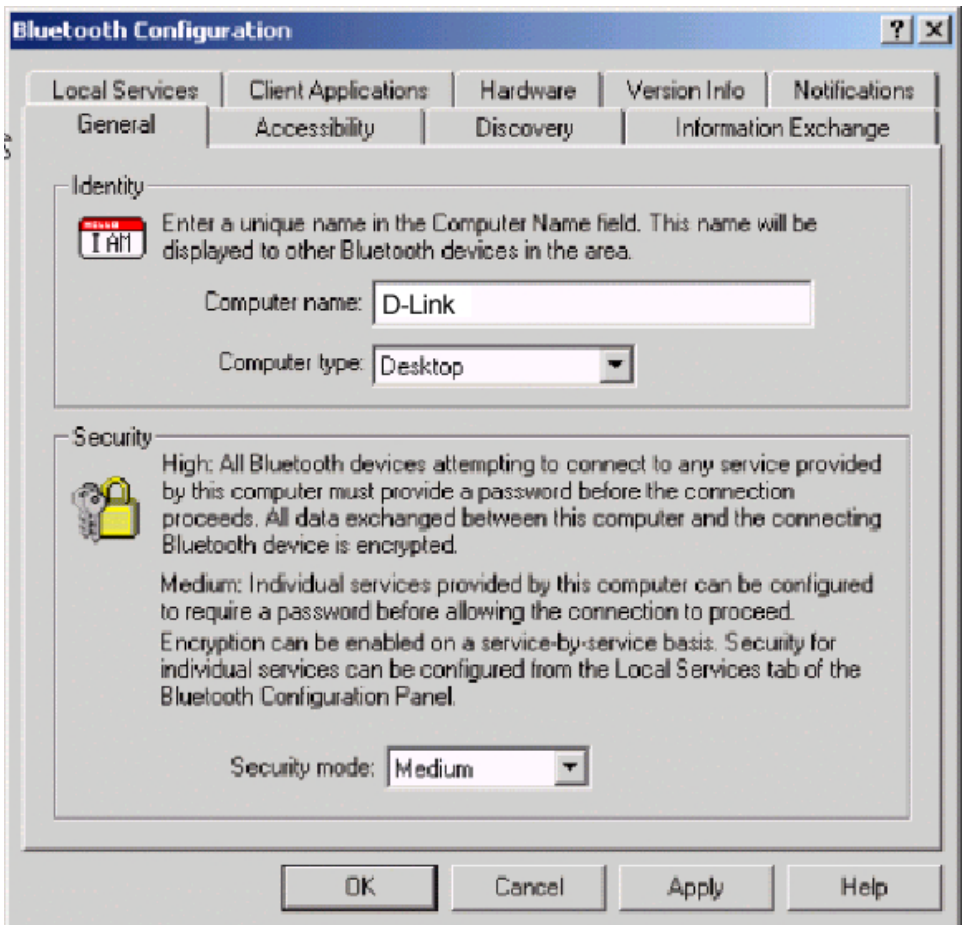 Bluetooth Configuration
Local Services Client Applications Hardware Version Info Notifications
General Accessibility Discovery Information Exchange
Identity
HELLO
I AM
Enter a unique name in the Computer Name field. This name will be
displayed to other Bluetooth devices in the area.
Computer name: D-Link
Computer type: Desktop
Security
High: All Bluetooth devices attempting to connect to any service provided
by this computer must provide a password before the connection
proceeds. All data exchanged between this computer and the connecting
Bluetooth device is encrypted.
Medium: Individual services provided by this computer can be configured
to require a password before allowing the connection to proceed.
Encryption can be enabled on a service-by-service basis. Security for
individual services can be configured from the Local Services tab of the
Bluetooth Configuration Panel.
Security mode: Medium
OK Cancel Apply Help